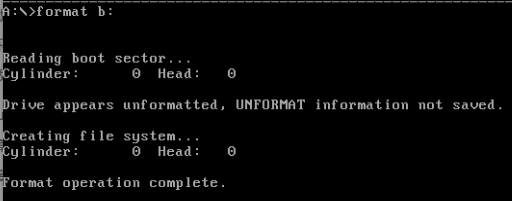 A:\>format b:
Reading boot sector...
Cylinder: 0 Head: 0
Drive appears unformatted, UNFORMAT information not saved.
Creating file system...
Cylinder: 0 Head: 0
Format operation complete.